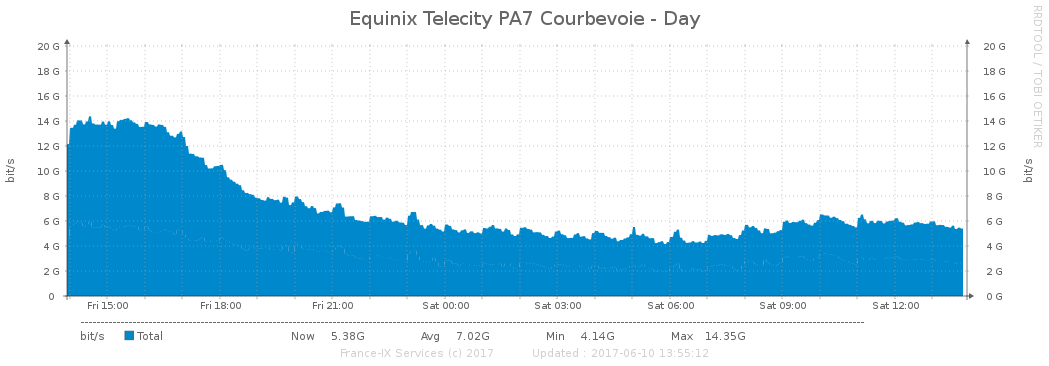 Equinix Telecity PA7 Courbevoie - Day
RRDTOOL / TOBI OETIKER
20 G 20 G
18 G 18 G
16 G 16 G
14 G 14 G
12 G 12 G
10 G 10 G
8 G 8 G
6 G 6 G
4 G 4 G
2 G 2 G
0 0 G
bit/s bit/s
Fri 15:00 Fri 18:00 Fri 21:00 Sat 00:00 Sat 03:00 Sat 06:00 Sat 09:00 Sat 12:00
bit/s Total Now 5.38G Avg 7.02G Min 4.14G Max 14.35G
France-IX Services (c) 2017 Updated : 2017-06-10 13:55:12